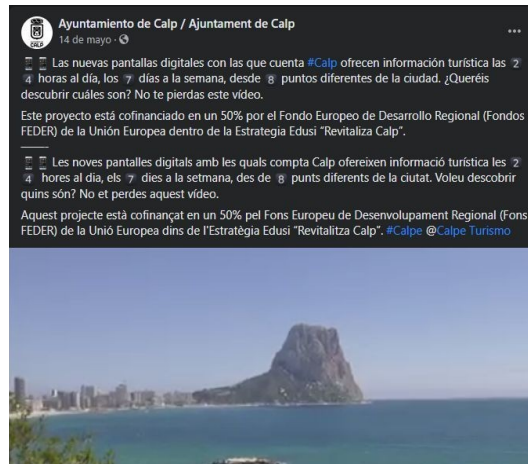 Ayuntamiento de Calp / Ajuntament de Calp
14 de mayo ·
📱 📱 Las nuevas pantallas digitales con las que cuenta #Calp ofrecen información turística las 2️⃣
4️⃣ horas al día, los 7️⃣ días a la semana, desde 8️⃣ puntos diferentes de la ciudad. ¿Queréis
descubrir cuáles son? No te pierdas este vídeo.
Este proyecto está cofinanciado en un 50% por el Fondo Europeo de Desarrollo Regional (Fondos
FEDER) de la Unión Europea dentro de la Estrategia Edusi “Revitaliza Calp”.
——-
📱 📱 Les noves pantalles digitals amb les quals compta Calp ofereixen informació turística les 2️⃣
4️⃣ hores al dia, els 7️⃣ dies a la setmana, des de 8️⃣ punts diferents de la ciutat. Voleu descobrir
quins són? No et perdes aquest vídeo.
Aquest projecte està cofinançat en un 50% pel Fons Europeu de Desenvolupament Regional (Fons
FEDER) de la Unió Europea dins de l'Estratègia Edusi “Revitalitza Calp”. #Calpe @Calpe Turismo